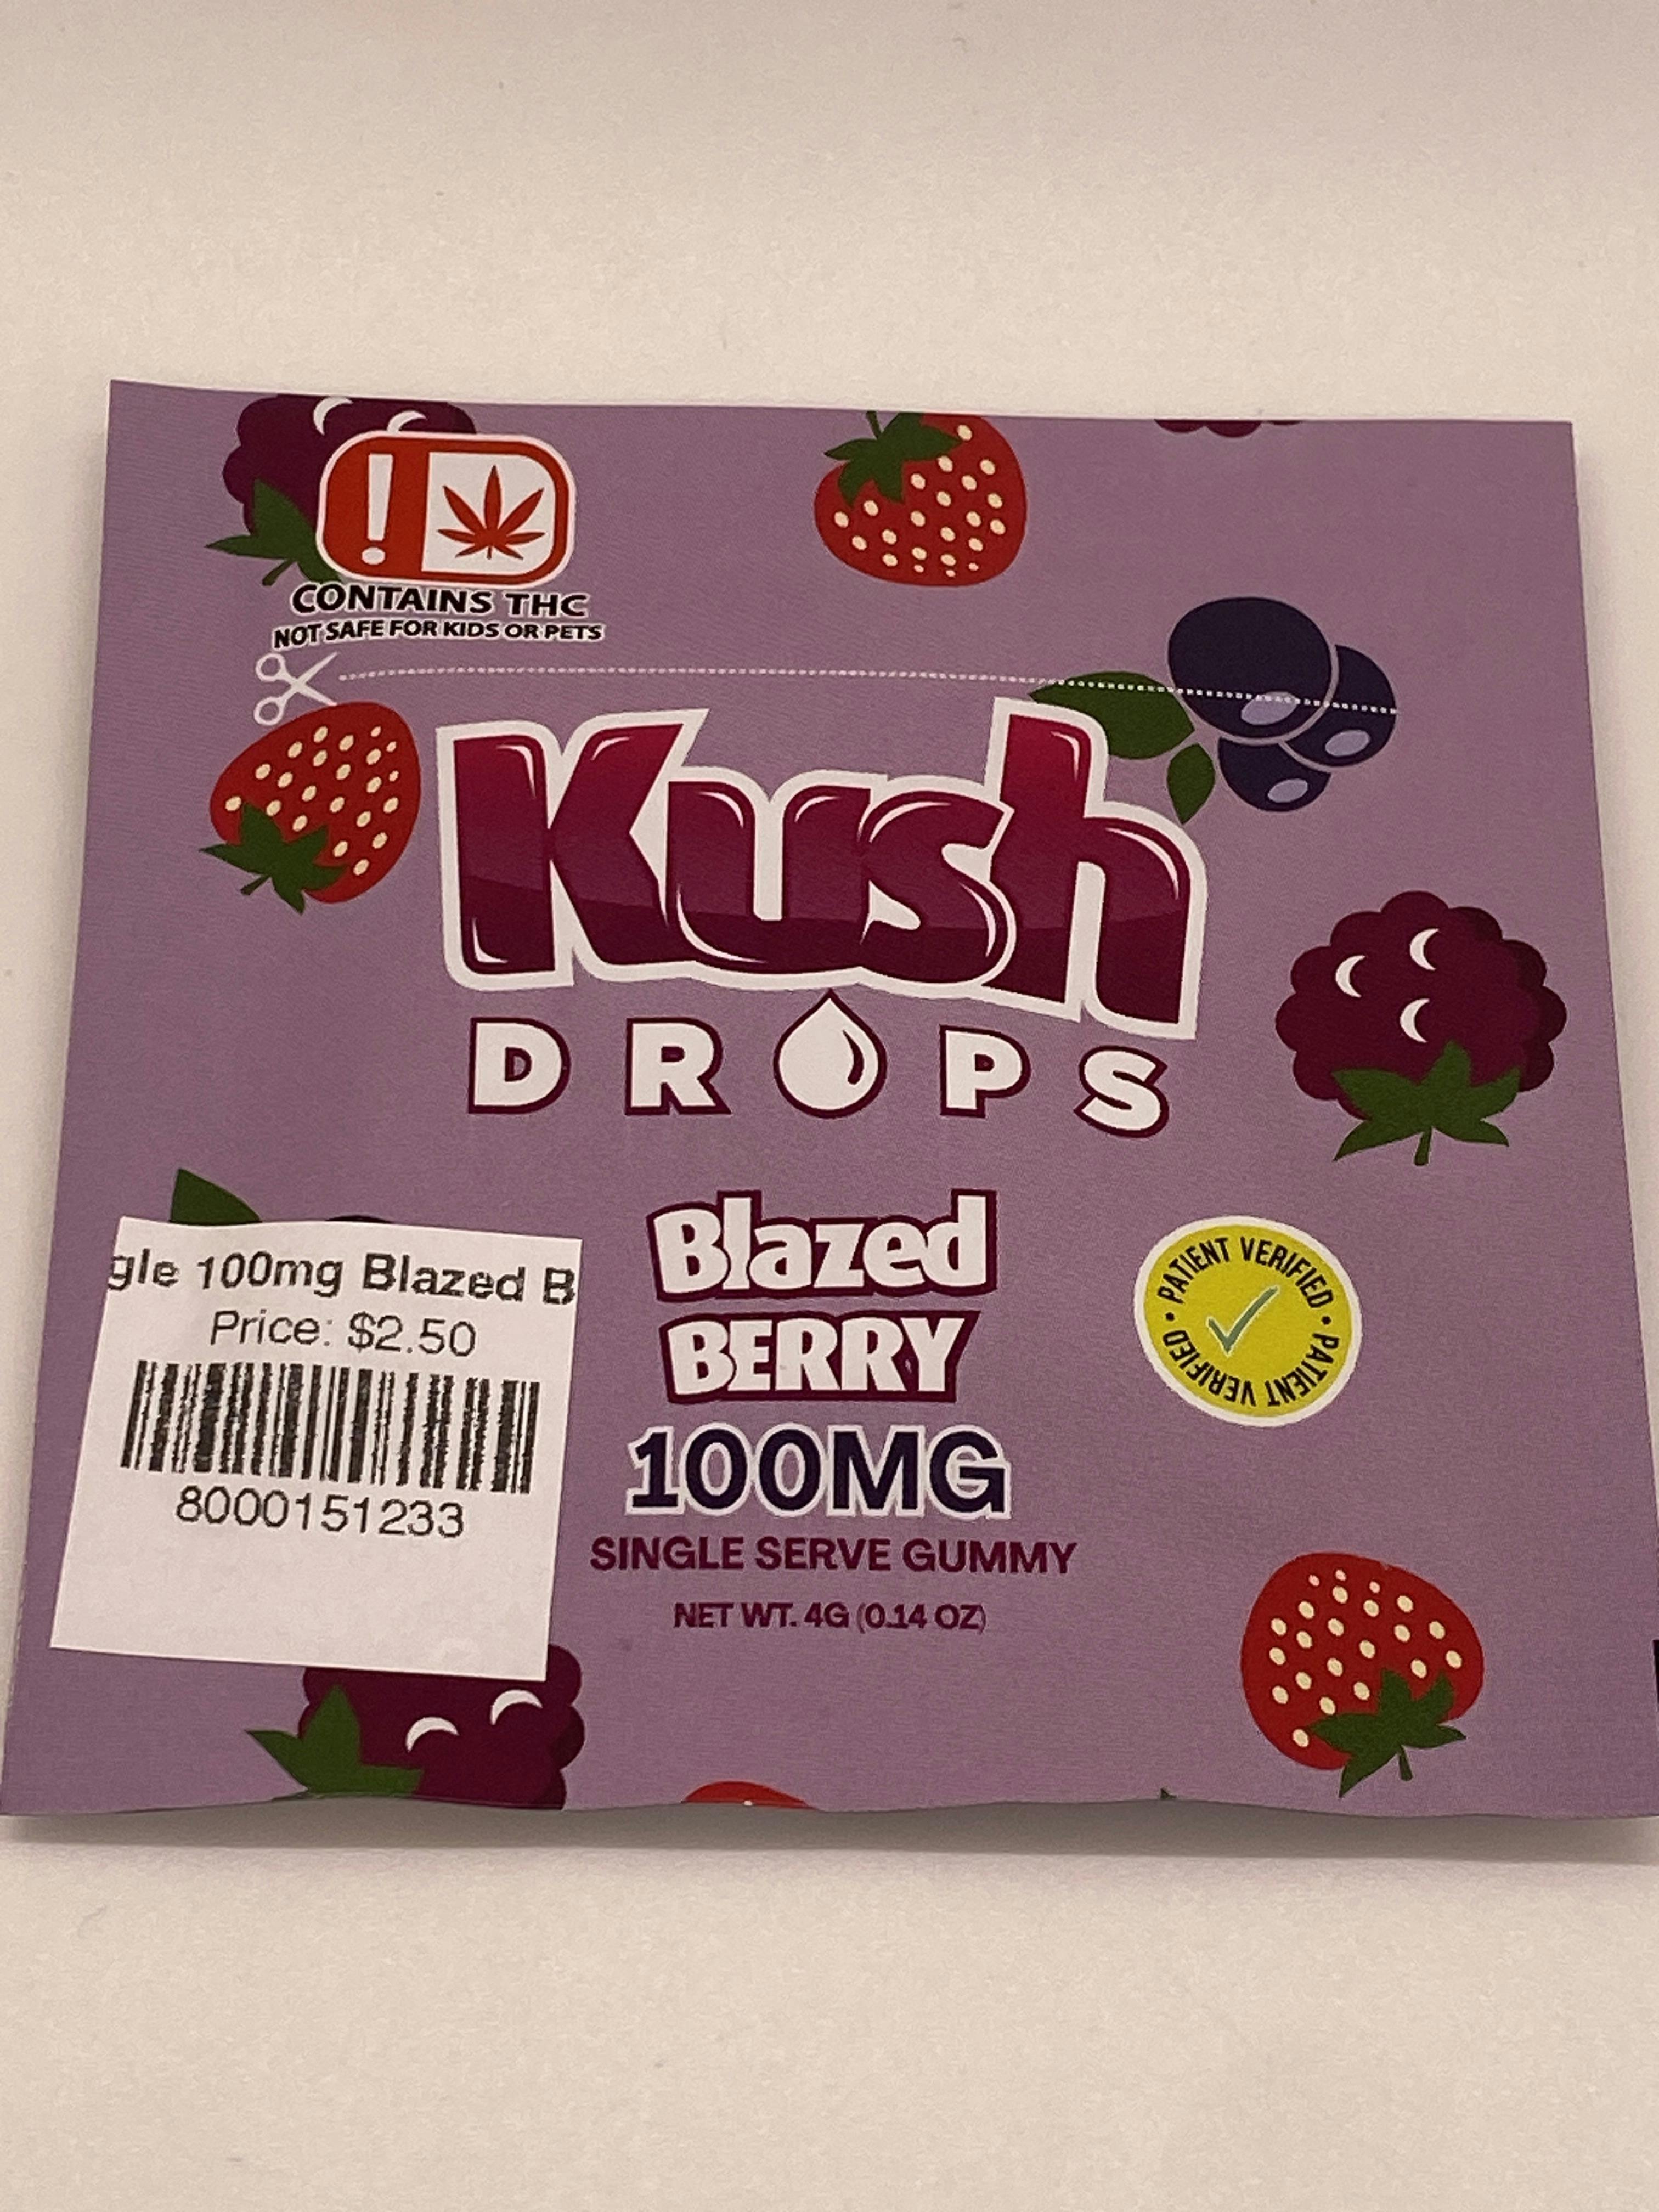 CONTAINS THC
NOT SAFE FOR KIDS OR PETS
Kush
DROPS
Blazed
BERRY
100MG
SINGLE SERVE GUMMY
NET WT. 4G (0.14 OZ)
gle 100mg Blazed B
Price: $2.50
8000151233
PATIENT VERIFIED • PATIENT VERIFIED •